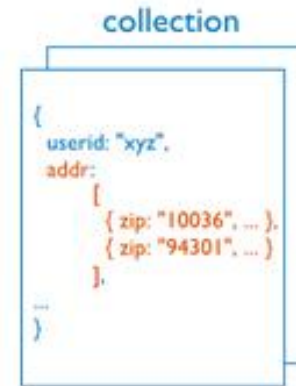 collection
{
userid: "xyz",
addr:
[
{ zip: "10036", ... },
{ zip: "94301", ... }
],
...
}